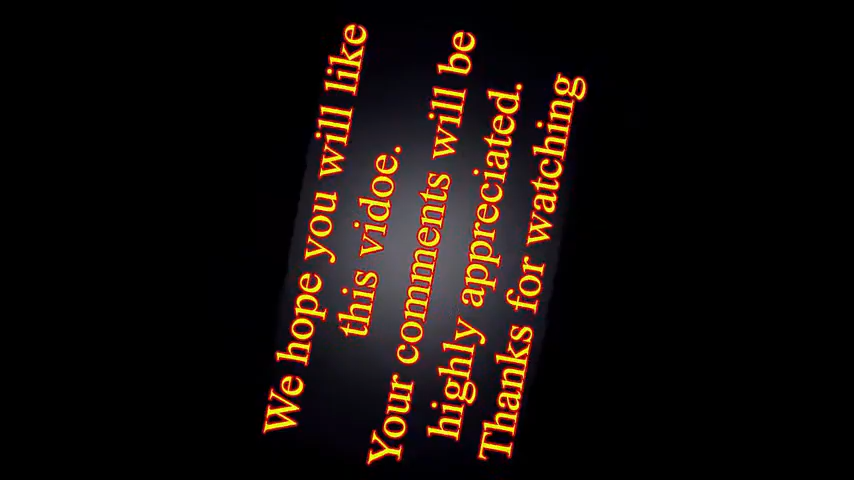 We hope you will like
this vidoe.
Your comments will be
highly appreciated.
Thanks for watching